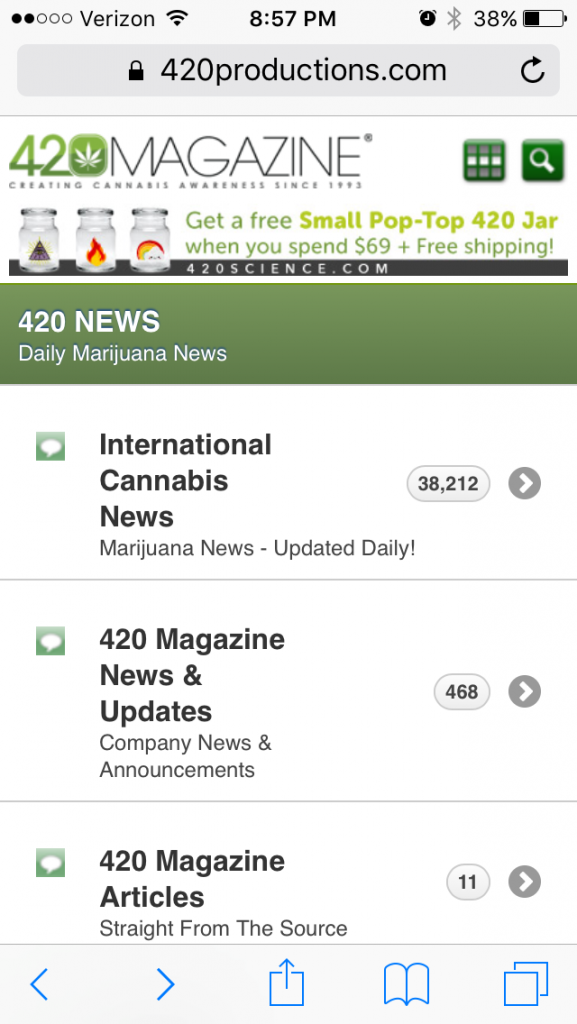 Verizon 8:57 PM 38%
420productions.com
420MAGAZINE®
CREATING CANNABIS AWARENESS SINCE 1993
Get a free Small Pop-Top 420 Jar
when you spend $69 + Free shipping!
420SCIENCE.COM
420 NEWS
Daily Marijuana News
International
Cannabis
News
38,212
Marijuana News - Updated Daily!
420 Magazine
News &
Updates
468
Company News &
Announcements
420 Magazine
Articles
11
Straight From The Source